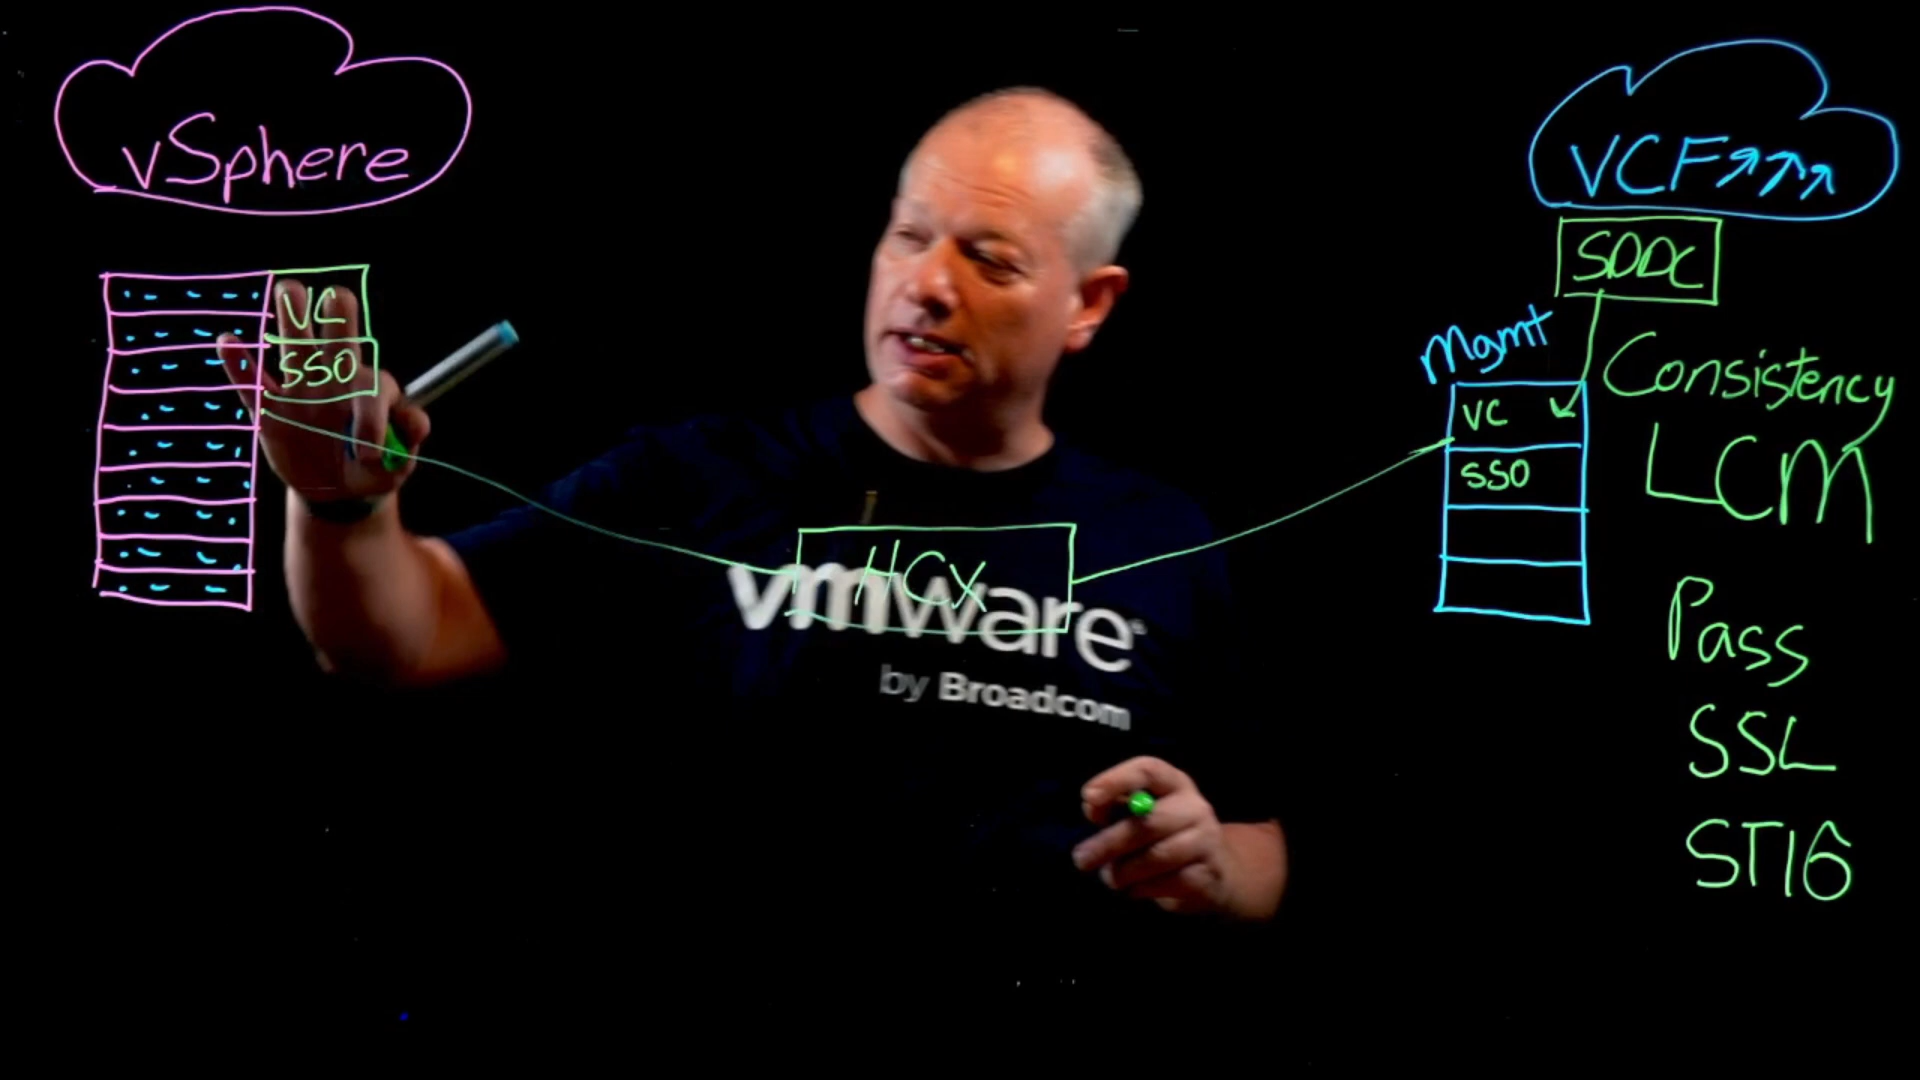 vSphere
VC
SSO
HCX
vmware
by Broadcom
VCF
SDDC
Mgmt
VC
SSO
Consistency
LCM
Pass
SSL
STIG